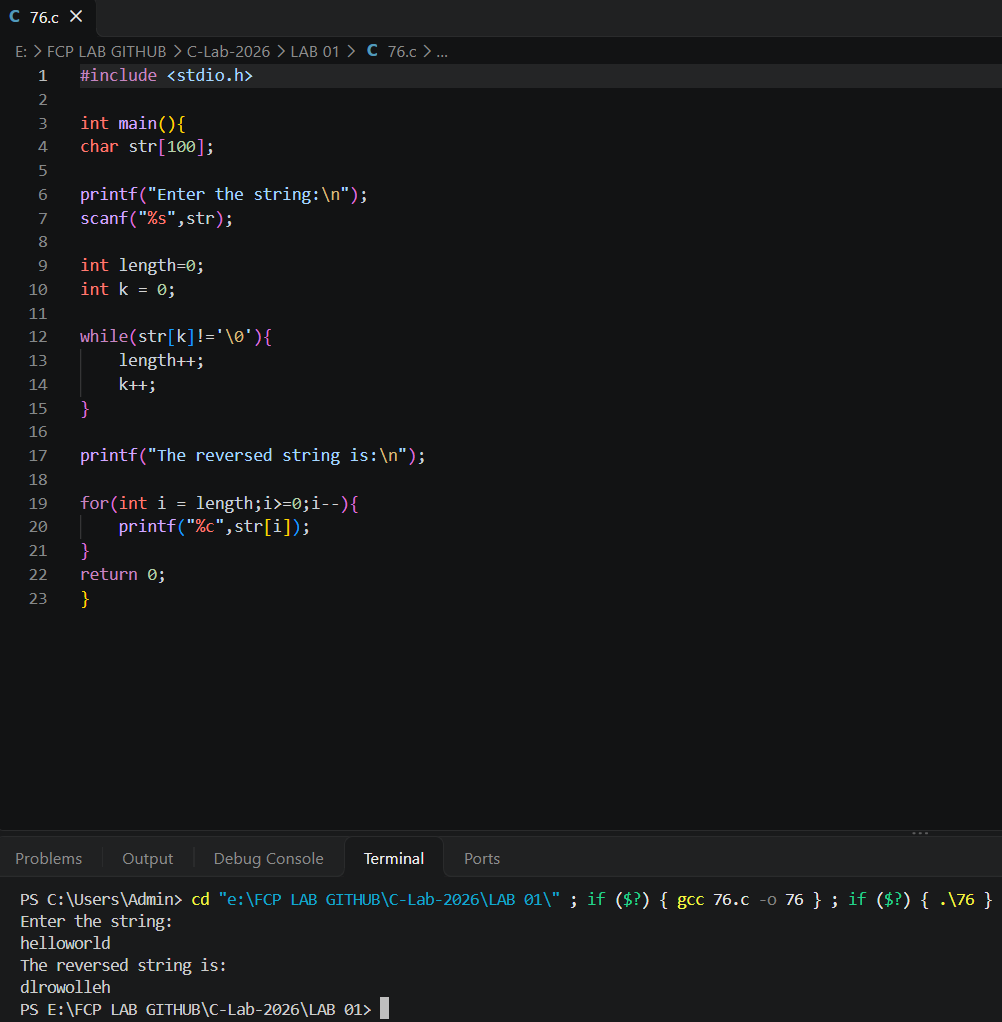 C 76.c ×
E: > FCP LAB GITHUB > C-Lab-2026 > LAB 01 > C 76.c > ...
1 #include <stdio.h>
2
3 int main(){
4 char str[100];
5
6 printf("Enter the string:\n");
7 scanf("%s",str);
8
9 int length=0;
10 int k = 0;
11
12 while(str[k]!='\0'){
13     length++;
14     k++;
15 }
16
17 printf("The reversed string is:\n");
18
19 for(int i = length;i>=0;i--){
20     printf("%c",str[i]);
21 }
22 return 0;
23 }
Problems Output Debug Console Terminal Ports
PS C:\Users\Admin> cd "e:\FCP LAB GITHUB\C-Lab-2026\LAB 01\" ; if ($?) { gcc 76.c -o 76 } ; if ($?) { .\76 }
Enter the string:
helloworld
The reversed string is:
dlrowolleh
PS E:\FCP LAB GITHUB\C-Lab-2026\LAB 01>